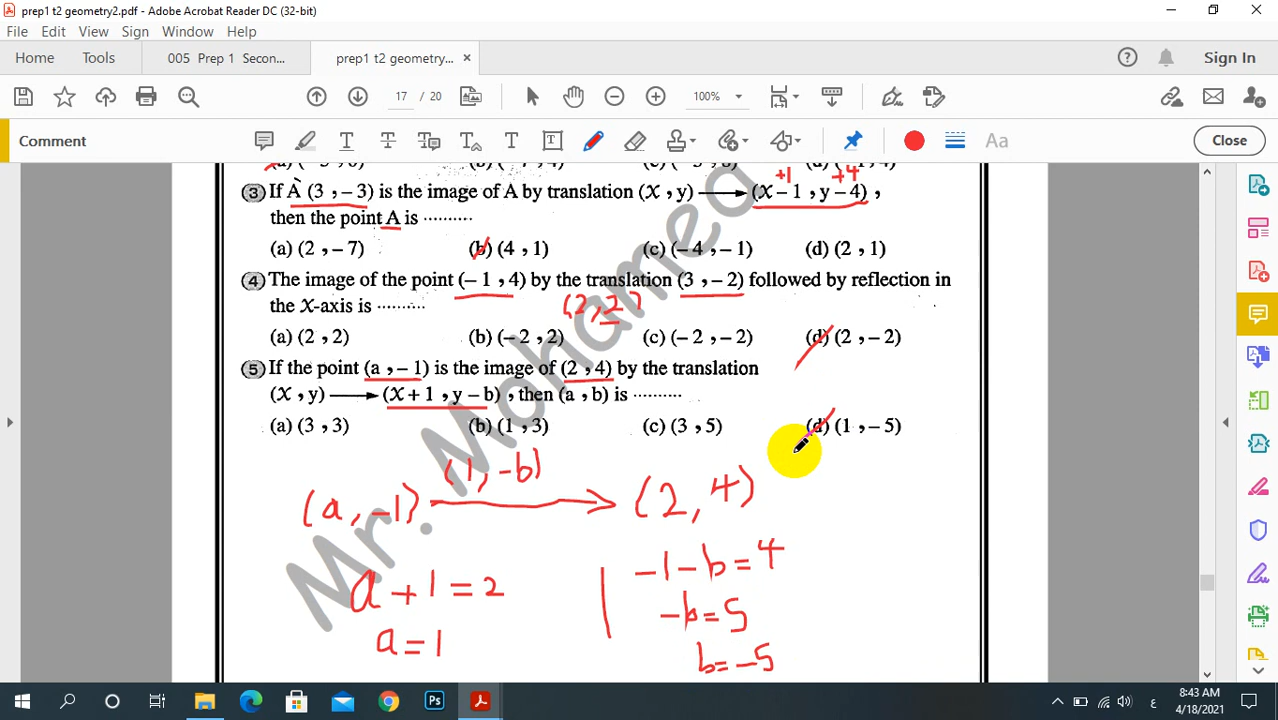 prep1 t2 geometry2.pdf - Adobe Acrobat Reader DC (32-bit)
File Edit View Sign Window Help
Home Tools 005 Prep 1 Secon... prep1 t2 geometry... × Sign In
17 / 20 100%
Comment Close
+1 +4
(3) If A̓ (3 , – 3) is the image of A by translation (X , y) ⟶ (X – 1 , y – 4) ,
then the point A is ··········
(a) (2 , – 7) (b) (4 , 1) (c) (– 4 , – 1) (d) (2 , 1)
(4) The image of the point (– 1 , 4) by the translation (3 , – 2) followed by reflection in
the X-axis is ·········· (2, 2)
(a) (2 , 2) (b) (– 2 , 2) (c) (– 2 , – 2) (d) (2 , – 2)
(5) If the point (a , – 1) is the image of (2 , 4) by the translation
(X , y) ⟶ (X + 1 , y – b) , then (a , b) is ··········
(a) (3 , 3) (b) (1 , 3) (c) (3 , 5) (d) (1 , – 5)
(1, -b)
(a, -1) ⟶ (2, 4)
a + 1 = 2
a = 1
-1 - b = 4
-b = 5
b = -5
Mr. Mohamed
Ps ع 8:43 AM
4/18/2021